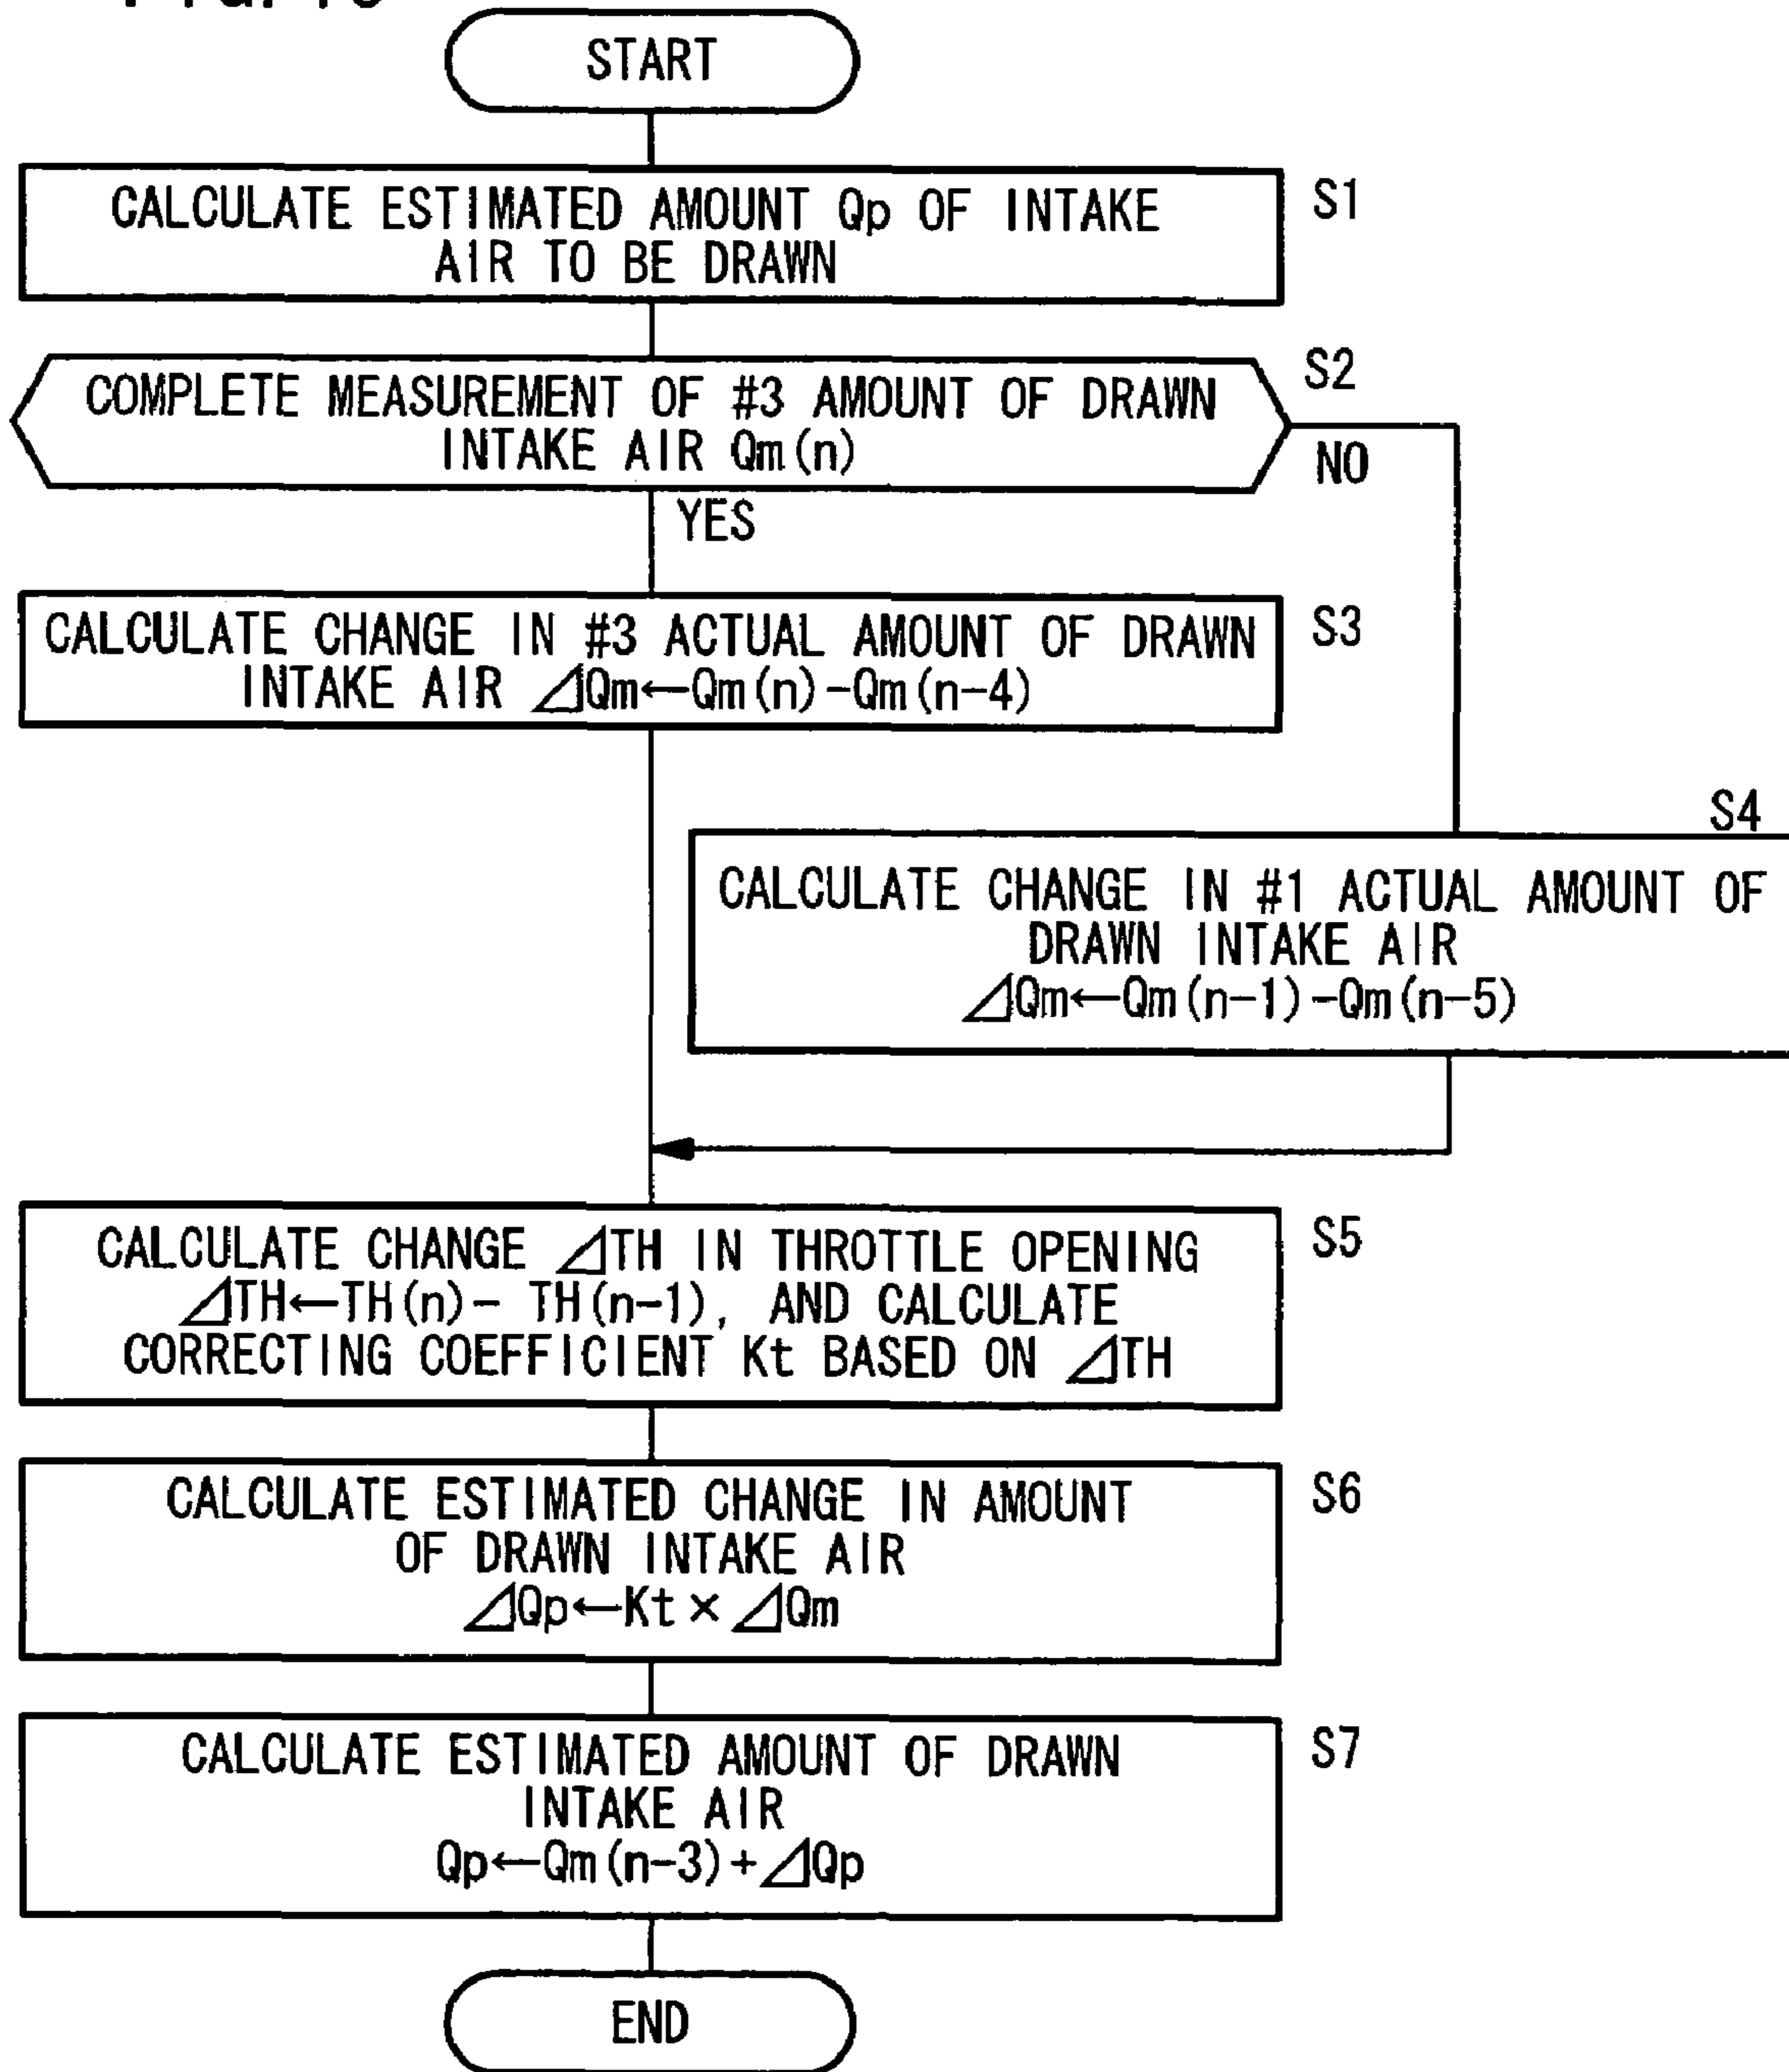 START
CALCULATE ESTIMATED AMOUNT Qp OF INTAKE
AIR TO BE DRAWN
S1
COMPLETE MEASUREMENT OF #3 AMOUNT OF DRAWN
INTAKE AIR Qm(n)
S2
NO
YES
CALCULATE CHANGE IN #3 ACTUAL AMOUNT OF DRAWN
INTAKE AIR ⊿Qm←Qm(n)-Qm(n-4)
S3
S4
CALCULATE CHANGE IN #1 ACTUAL AMOUNT OF
DRAWN INTAKE AIR
⊿Qm←Qm(n-1)-Qm(n-5)
CALCULATE CHANGE ⊿TH IN THROTTLE OPENING
⊿TH←TH(n)- TH(n-1), AND CALCULATE
CORRECTING COEFFICIENT Kt BASED ON ⊿TH
S5
CALCULATE ESTIMATED CHANGE IN AMOUNT
OF DRAWN INTAKE AIR
⊿Qp←Kt×⊿Qm
S6
CALCULATE ESTIMATED AMOUNT OF DRAWN
INTAKE AIR
Qp←Qm(n-3)+⊿Qp
S7
END